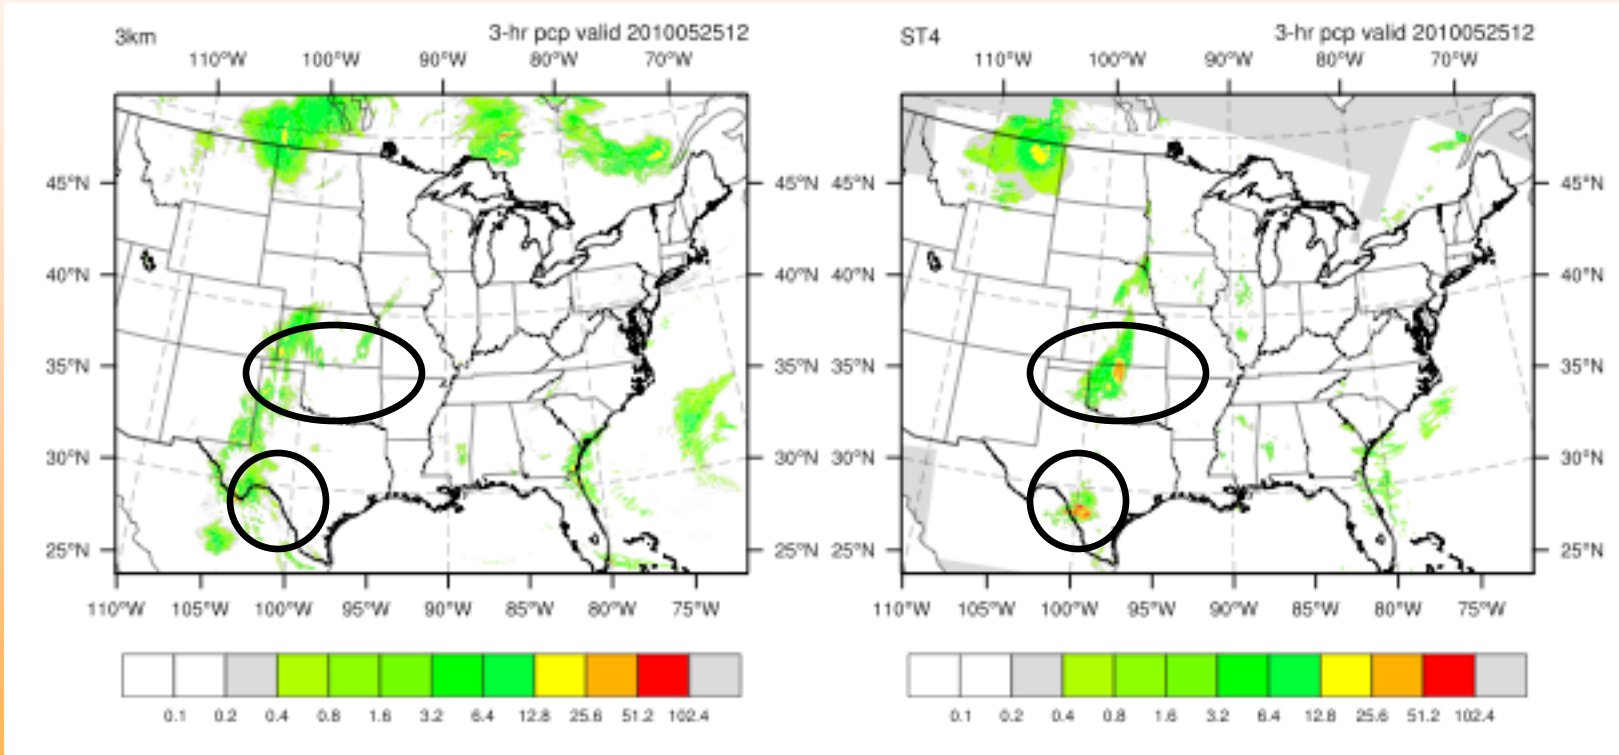 3km
3-hr pcp valid 2010052512
110°W 100°W 90°W 80°W 70°W
45°N 45°N
40°N 40°N
35°N 35°N
30°N 30°N
25°N 25°N
110°W 105°W 100°W 95°W 90°W 85°W 80°W 75°W
0.1 0.2 0.4 0.8 1.6 3.2 6.4 12.8 25.6 51.2 102.4
ST4
3-hr pcp valid 2010052512
110°W 100°W 90°W 80°W 70°W
45°N 45°N
40°N 40°N
35°N 35°N
30°N 30°N
25°N 25°N
110°W 105°W 100°W 95°W 90°W 85°W 80°W 75°W
0.1 0.2 0.4 0.8 1.6 3.2 6.4 12.8 25.6 51.2 102.4